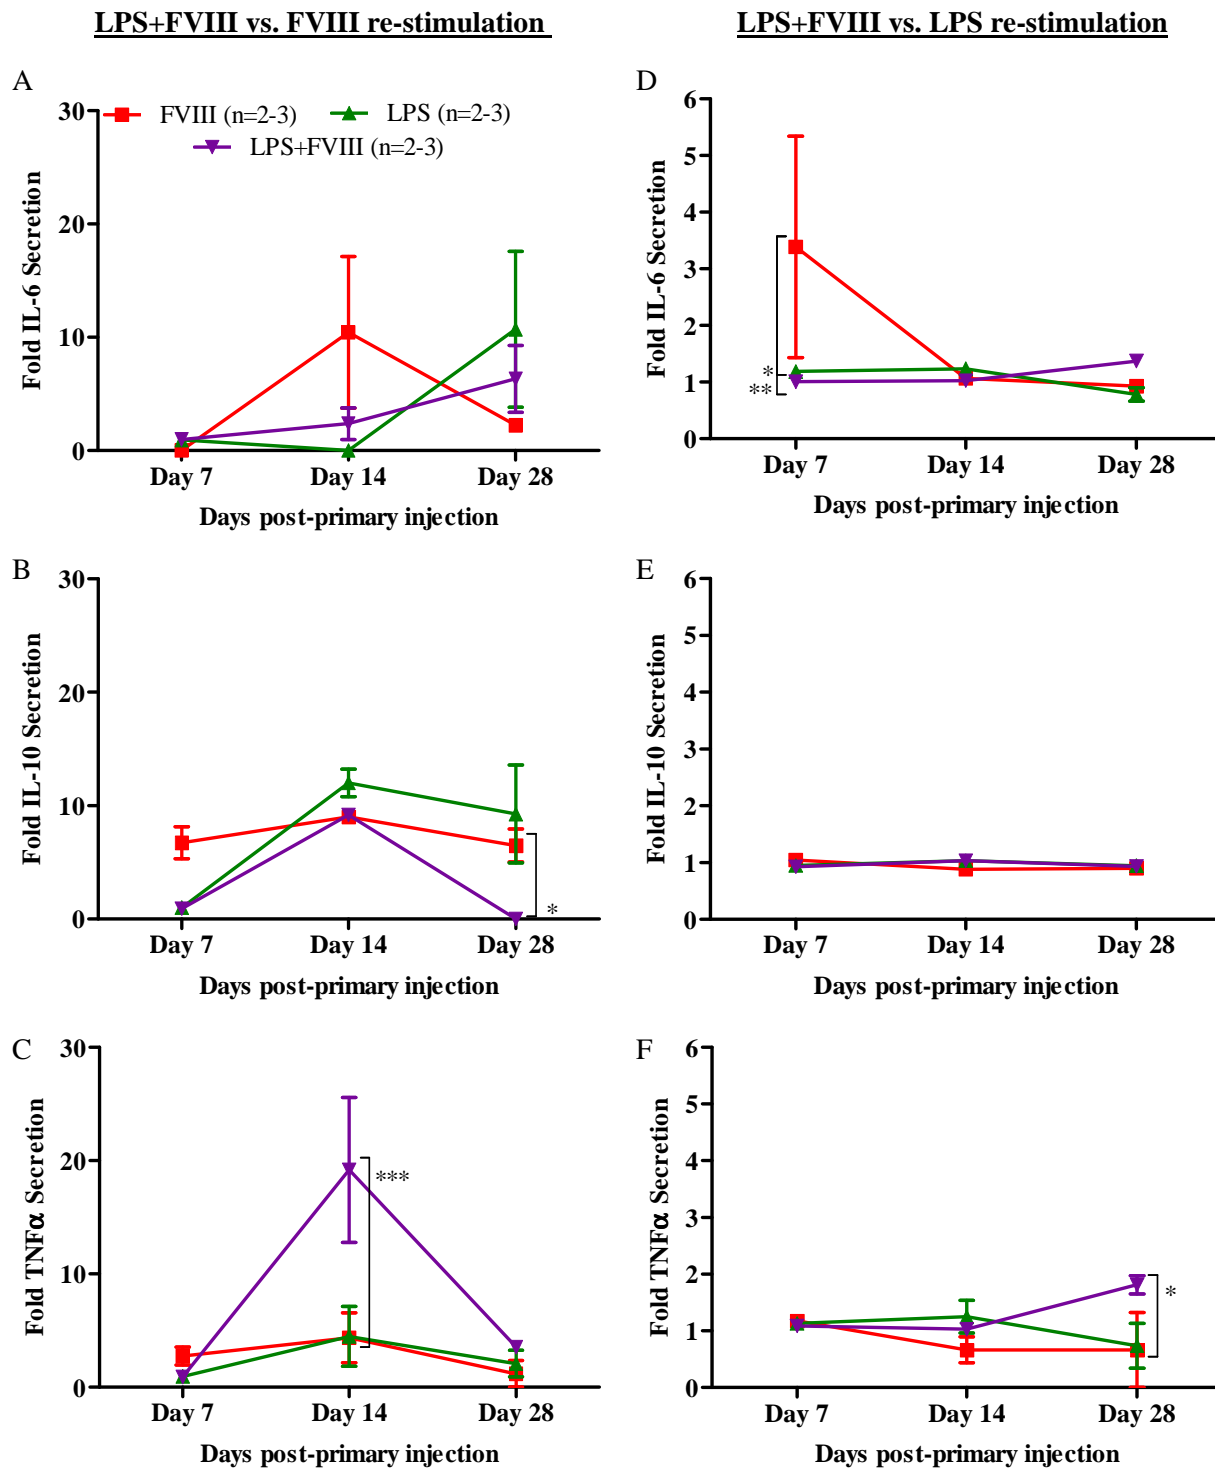 LPS+FVIII vs. FVIII re-stimulation
LPS+FVIII vs. LPS re-stimulation
A
FVIII (n=2-3)
LPS (n=2-3)
LPS+FVIII (n=2-3)
30
20
10
0
Fold IL-6 Secretion
Day 7
Day 14
Day 28
Days post-primary injection
D
6
5
4
3
2
1
0
Fold IL-6 Secretion
*
**
Day 7
Day 14
Day 28
Days post-primary injection
B
30
20
10
0
Fold IL-10 Secretion
*
Day 7
Day 14
Day 28
Days post-primary injection
E
6
5
4
3
2
1
0
Fold IL-10 Secretion
Day 7
Day 14
Day 28
Days post-primary injection
C
30
20
10
0
Fold TNFα Secretion
***
Day 7
Day 14
Day 28
Days post-primary injection
F
6
5
4
3
2
1
0
Fold TNFα Secretion
*
Day 7
Day 14
Day 28
Days post-primary injection